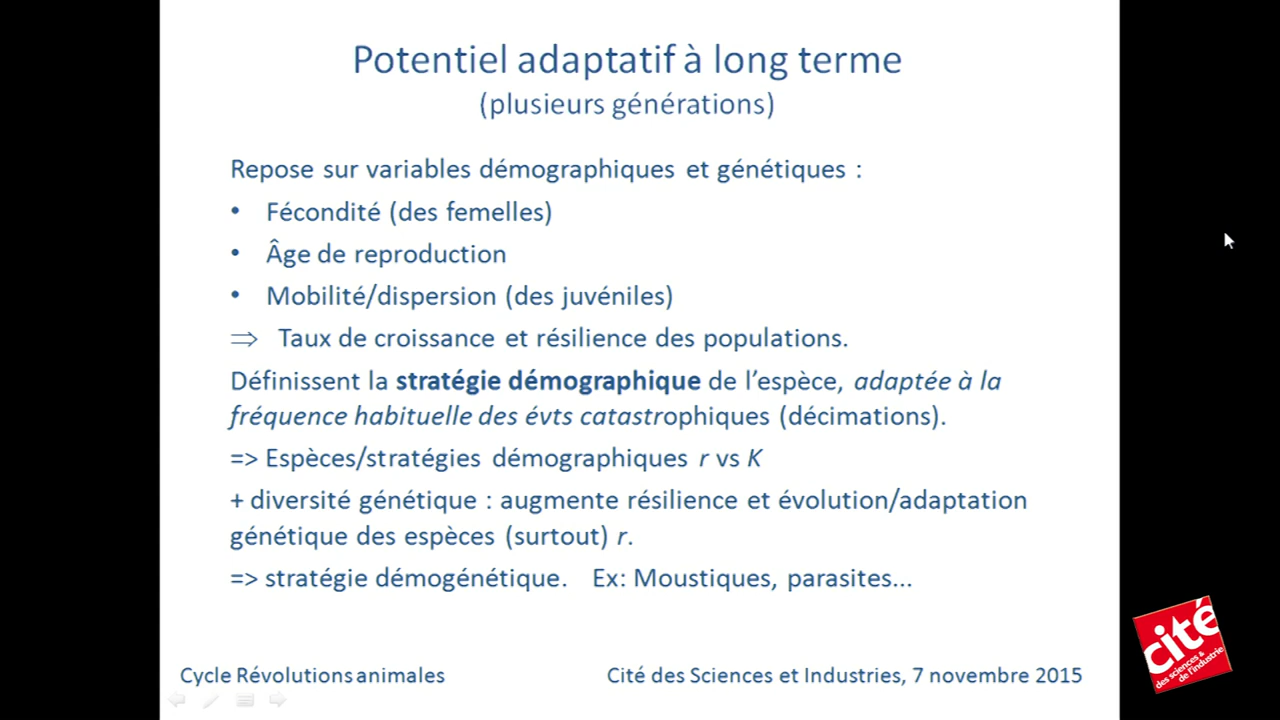 Potentiel adaptatif à long terme
(plusieurs générations)
Repose sur variables démographiques et génétiques :
• Fécondité (des femelles)
• Âge de reproduction
• Mobilité/dispersion (des juvéniles)
⇒ Taux de croissance et résilience des populations.
Définissent la stratégie démographique de l’espèce, adaptée à la
fréquence habituelle des évts catastrophiques (décimations).
=> Espèces/stratégies démographiques r vs K
+ diversité génétique : augmente résilience et évolution/adaptation
génétique des espèces (surtout) r.
=> stratégie démogénétique. Ex: Moustiques, parasites...
Cycle Révolutions animales
Cité des Sciences et Industries, 7 novembre 2015
cité
des sciences &
de l'industrie